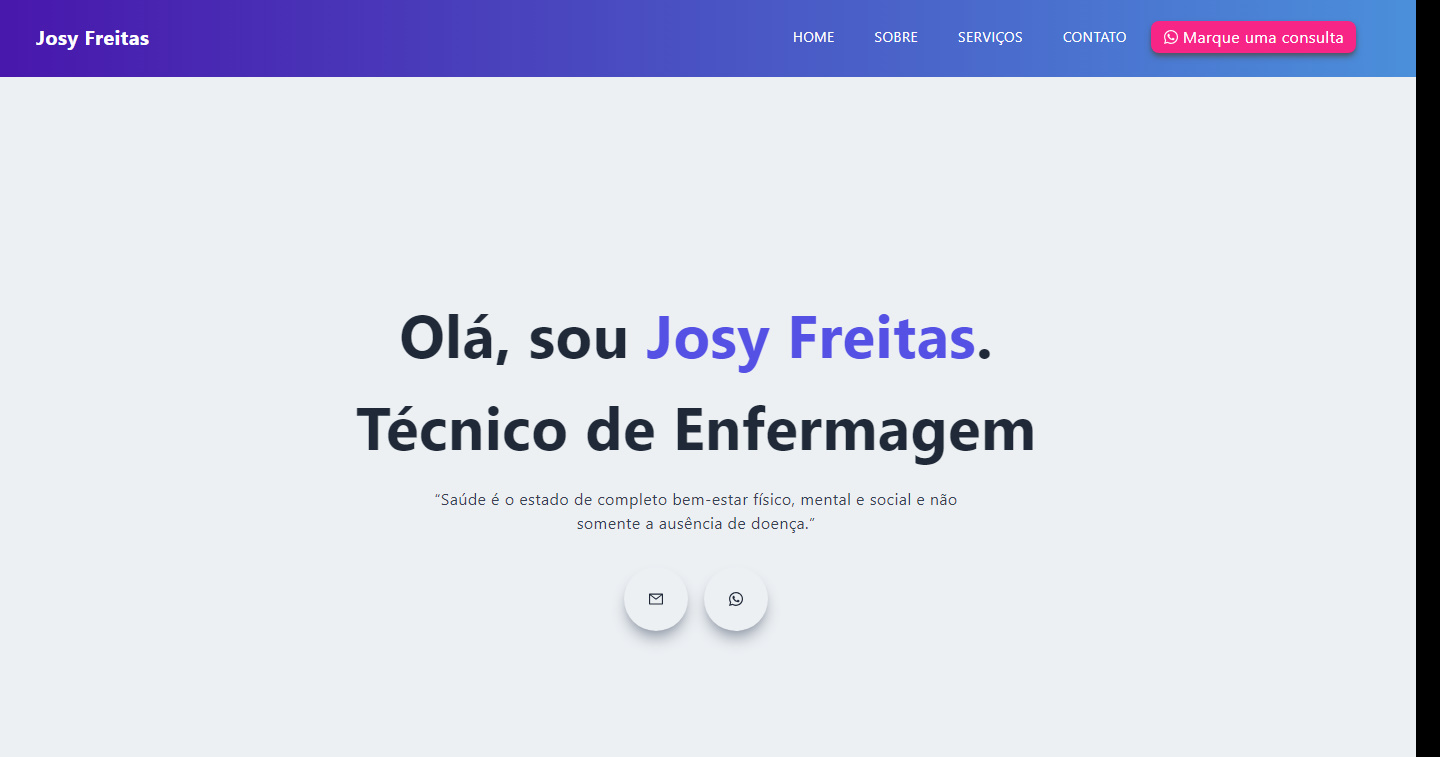 Josy Freitas
HOME
SOBRE
SERVIÇOS
CONTATO
Marque uma consulta
Olá, sou Josy Freitas.
Técnico de Enfermagem
“Saúde é o estado de completo bem-estar físico, mental e social e não
somente a ausência de doença.”